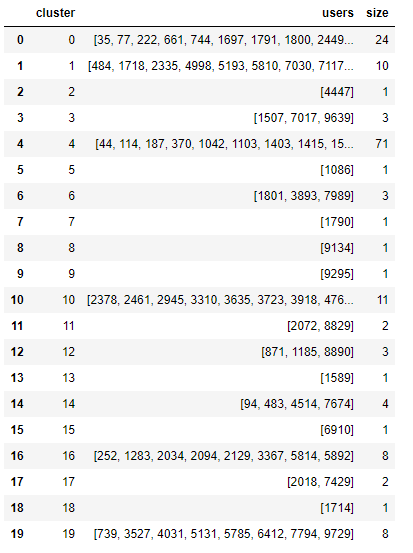 cluster users size
0 0 [35, 77, 222, 661, 744, 1697, 1791, 1800, 2449... 24
1 1 [484, 1718, 2335, 4998, 5193, 5810, 7030, 7117... 10
2 2 [4447] 1
3 3 [1507, 7017, 9639] 3
4 4 [44, 114, 187, 370, 1042, 1103, 1403, 1415, 15... 71
5 5 [1086] 1
6 6 [1801, 3893, 7989] 3
7 7 [1790] 1
8 8 [9134] 1
9 9 [9295] 1
10 10 [2378, 2461, 2945, 3310, 3635, 3723, 3918, 476... 11
11 11 [2072, 8829] 2
12 12 [871, 1185, 8890] 3
13 13 [1589] 1
14 14 [94, 483, 4514, 7674] 4
15 15 [6910] 1
16 16 [252, 1283, 2034, 2094, 2129, 3367, 5814, 5892] 8
17 17 [2018, 7429] 2
18 18 [1714] 1
19 19 [739, 3527, 4031, 5131, 5785, 6412, 7794, 9729] 8